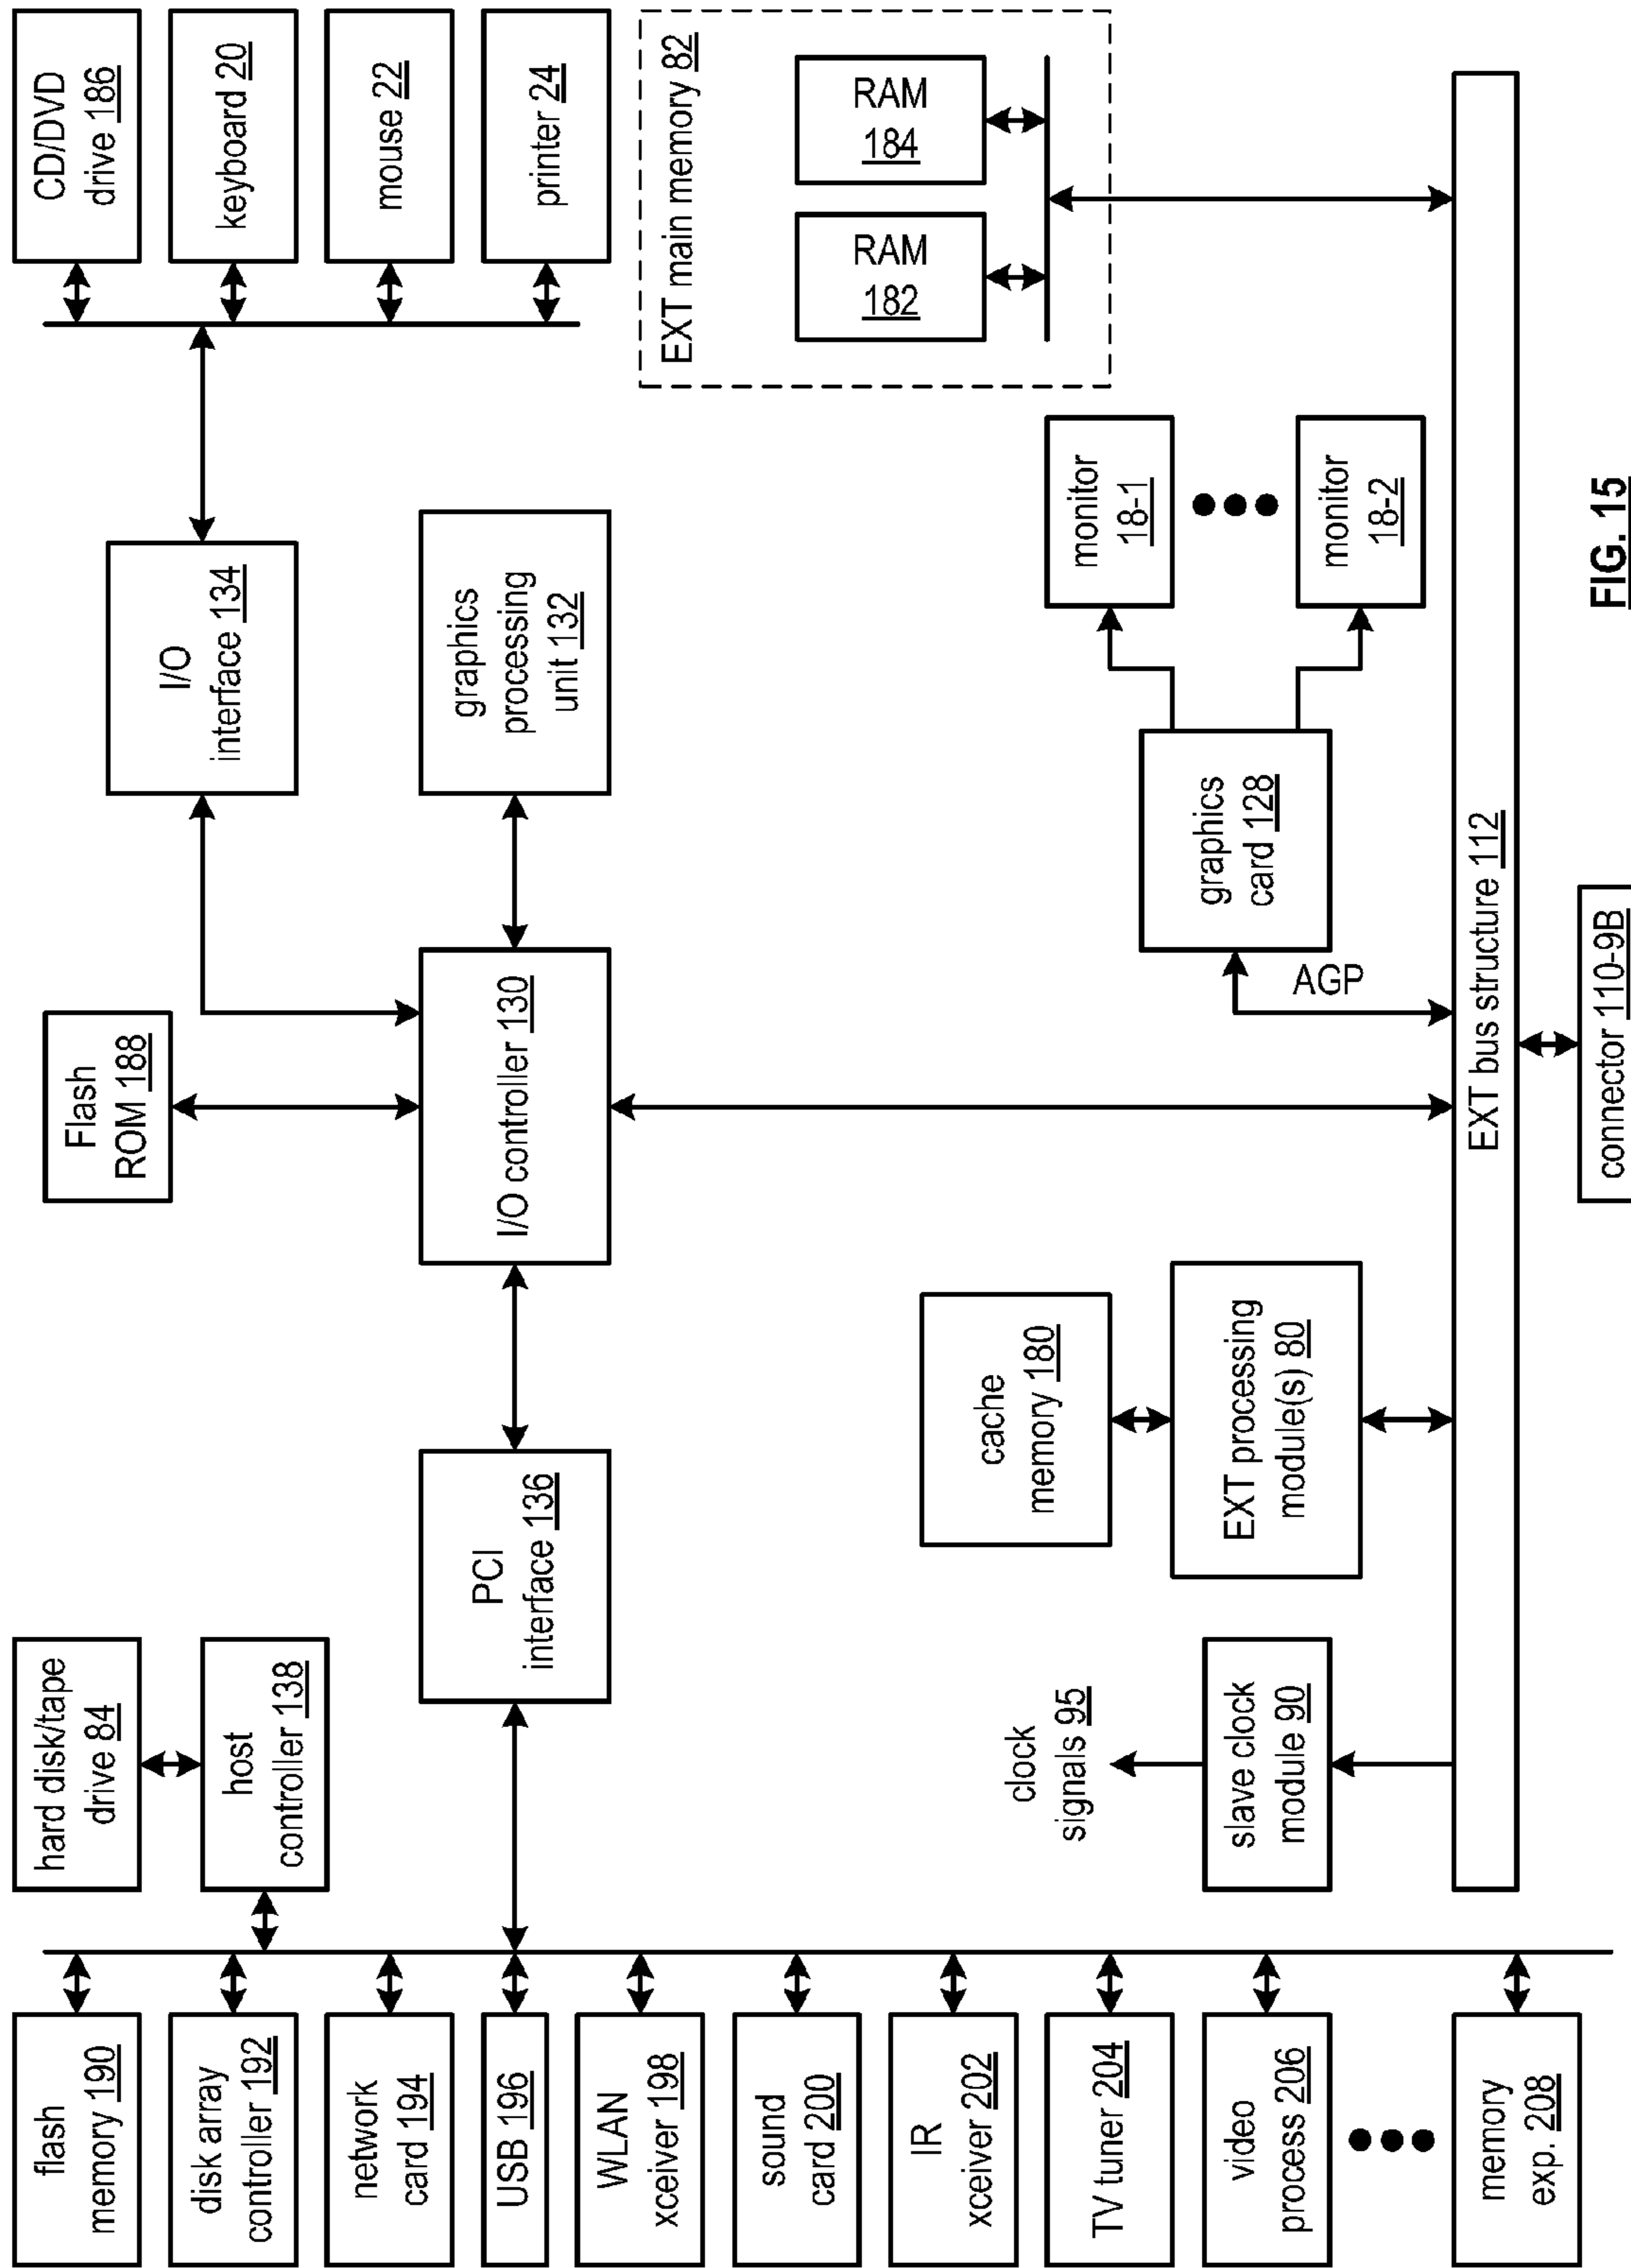 flash
memory 190
disk array
controller 192
network
card 194
USB 196
WLAN
xceiver 198
sound
card 200
IR
xceiver 202
TV tuner 204
video
process 206
memory
exp. 208
hard disk/tape
drive 84
host
controller 138
PCI
interface 136
clock
signals 95
slave clock
module 90
cache
memory 180
EXT processing
module(s) 80
Flash
ROM 188
I/O controller 130
I/O
interface 134
graphics
processing
unit 132
AGP
graphics
card 128
monitor
18-1
monitor
18-2
CD/DVD
drive 186
keyboard 20
mouse 22
printer 24
EXT main memory 82
RAM
182
RAM
184
EXT bus structure 112
connector 110-9B
FIG. 15